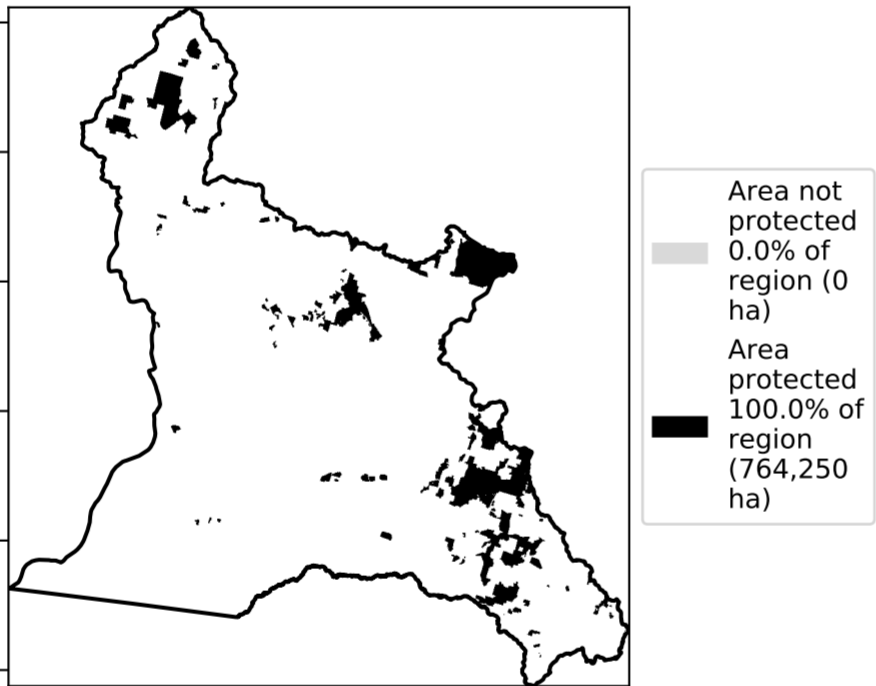 Area not
protected
0.0% of
region (0
ha)
Area
protected
100.0% of
region
(764,250
ha)